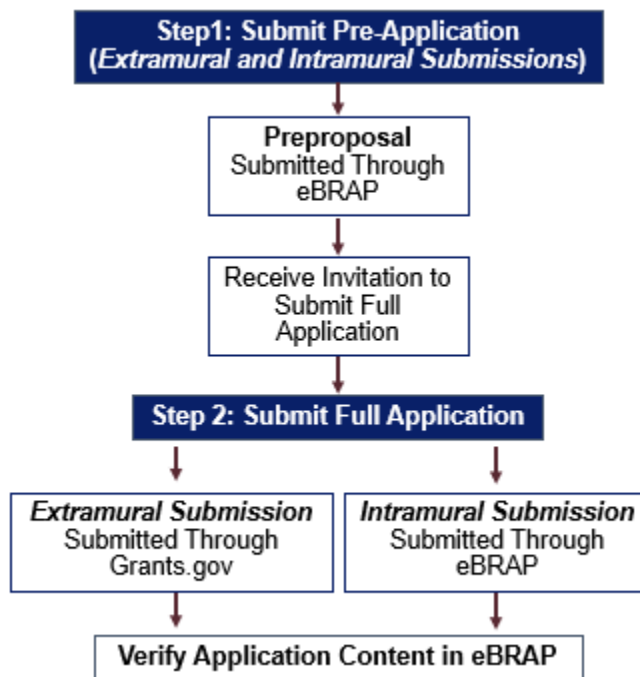 Step1: Submit Pre-Application
(Extramural and Intramural Submissions)
Preproposal
Submitted Through
eBRAP
Receive Invitation to
Submit Full
Application
Step 2: Submit Full Application
Extramural Submission
Submitted Through
Grants.gov
Intramural Submission
Submitted Through
eBRAP
Verify Application Content in eBRAP